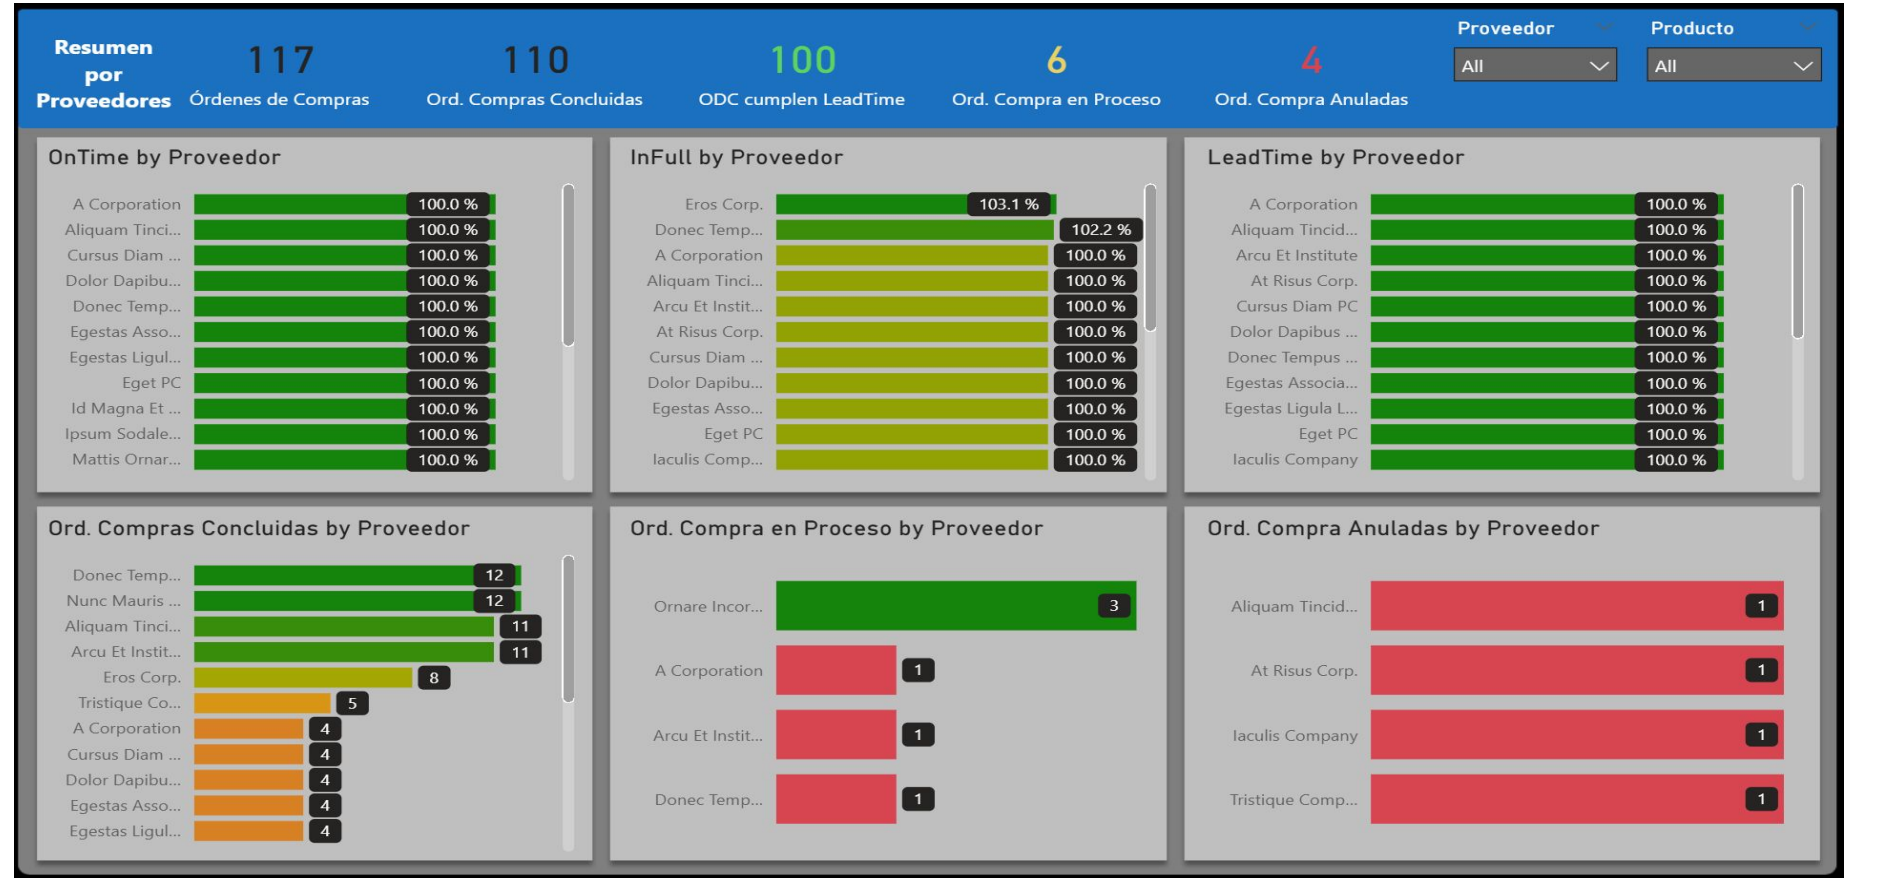 Resumen
por
Proveedores
117
Órdenes de Compras
110
Ord. Compras Concluidas
100
ODC cumplen LeadTime
6
Ord. Compra en Proceso
4
Ord. Compra Anuladas
Proveedor
All
Producto
All
OnTime by Proveedor
A Corporation 100.0 %
Aliquam Tinci... 100.0 %
Cursus Diam ... 100.0 %
Dolor Dapibu... 100.0 %
Donec Temp... 100.0 %
Egestas Asso... 100.0 %
Egestas Ligul... 100.0 %
Eget PC 100.0 %
Id Magna Et ... 100.0 %
Ipsum Sodale... 100.0 %
Mattis Ornar... 100.0 %
InFull by Proveedor
Eros Corp. 103.1 %
Donec Temp... 102.2 %
A Corporation 100.0 %
Aliquam Tinci... 100.0 %
Arcu Et Instit... 100.0 %
At Risus Corp. 100.0 %
Cursus Diam ... 100.0 %
Dolor Dapibu... 100.0 %
Egestas Asso... 100.0 %
Eget PC 100.0 %
Iaculis Comp... 100.0 %
LeadTime by Proveedor
A Corporation 100.0 %
Aliquam Tincid... 100.0 %
Arcu Et Institute 100.0 %
At Risus Corp. 100.0 %
Cursus Diam PC 100.0 %
Dolor Dapibus ... 100.0 %
Donec Tempus ... 100.0 %
Egestas Associa... 100.0 %
Egestas Ligula L... 100.0 %
Eget PC 100.0 %
Iaculis Company 100.0 %
Ord. Compras Concluidas by Proveedor
Donec Temp... 12
Nunc Mauris ... 12
Aliquam Tinci... 11
Arcu Et Instit... 11
Eros Corp. 8
Tristique Co... 5
A Corporation 4
Cursus Diam ... 4
Dolor Dapibu... 4
Egestas Asso... 4
Egestas Ligul... 4
Ord. Compra en Proceso by Proveedor
Ornare Incor... 3
A Corporation 1
Arcu Et Instit... 1
Donec Temp... 1
Ord. Compra Anuladas by Proveedor
Aliquam Tincid... 1
At Risus Corp. 1
Iaculis Company 1
Tristique Comp... 1